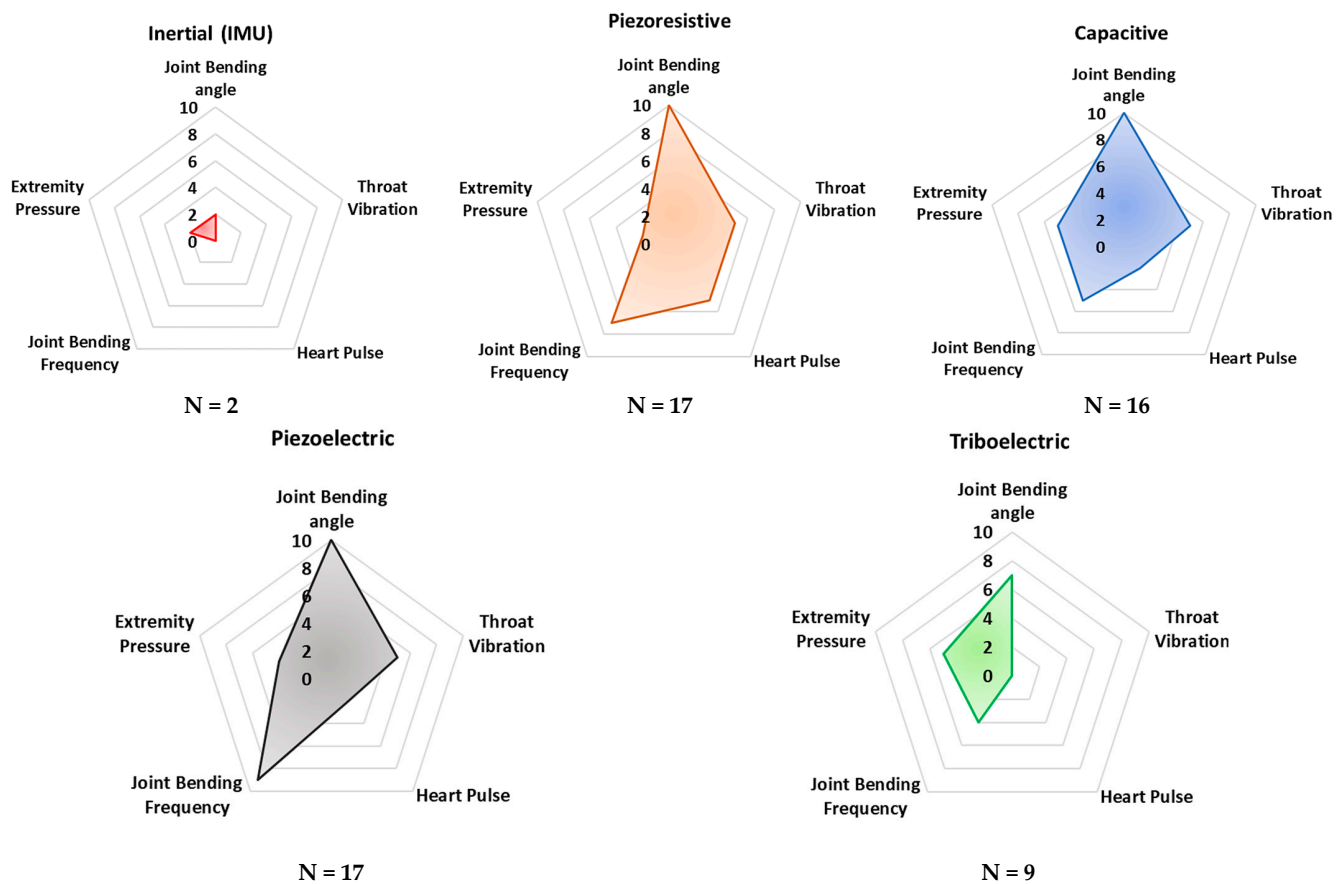 Inertial (IMU)
Joint Bending
angle
10
8
6
4
2
0
Extremity
Pressure
Throat
Vibration
Joint Bending
Frequency
Heart Pulse
N = 2
Piezoresistive
Joint Bending
angle
10
8
6
4
2
0
Throat
Vibration
Joint Bending
Frequency
Heart Pulse
N = 17
Capacitive
Joint Bending
angle
10
8
6
4
2
0
Extremity
Pressure
Throat
Vibration
Joint Bending
Frequency
Heart Pulse
N = 16
Piezoelectric
Joint Bending
angle
10
8
6
4
2
0
Extremity
Pressure
Throat
Vibration
Joint Bending
Frequency
Heart Pulse
N = 17
Triboelectric
Joint Bending
angle
10
8
6
4
2
0
Extremity
Pressure
Throat
Vibration
Joint Bending
Frequency
Heart Pulse
N = 9